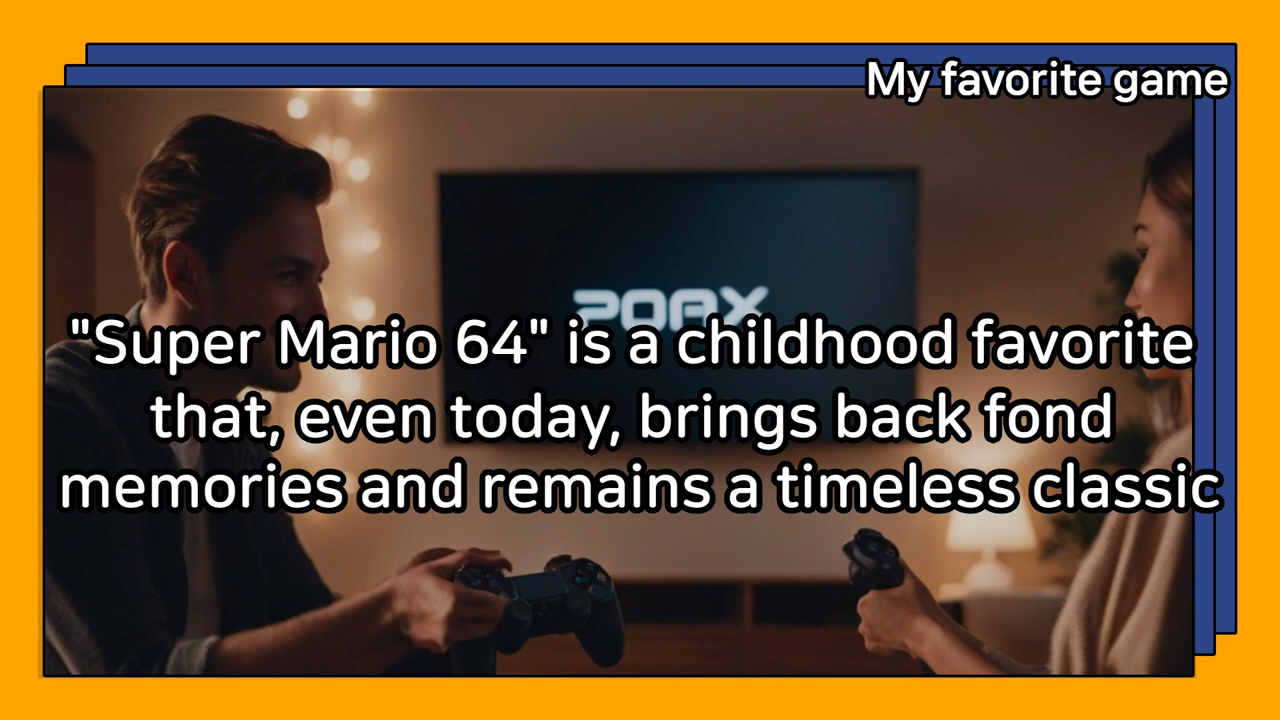 My favorite game
"Super Mario 64" is a childhood favorite
that, even today, brings back fond
memories and remains a timeless classic